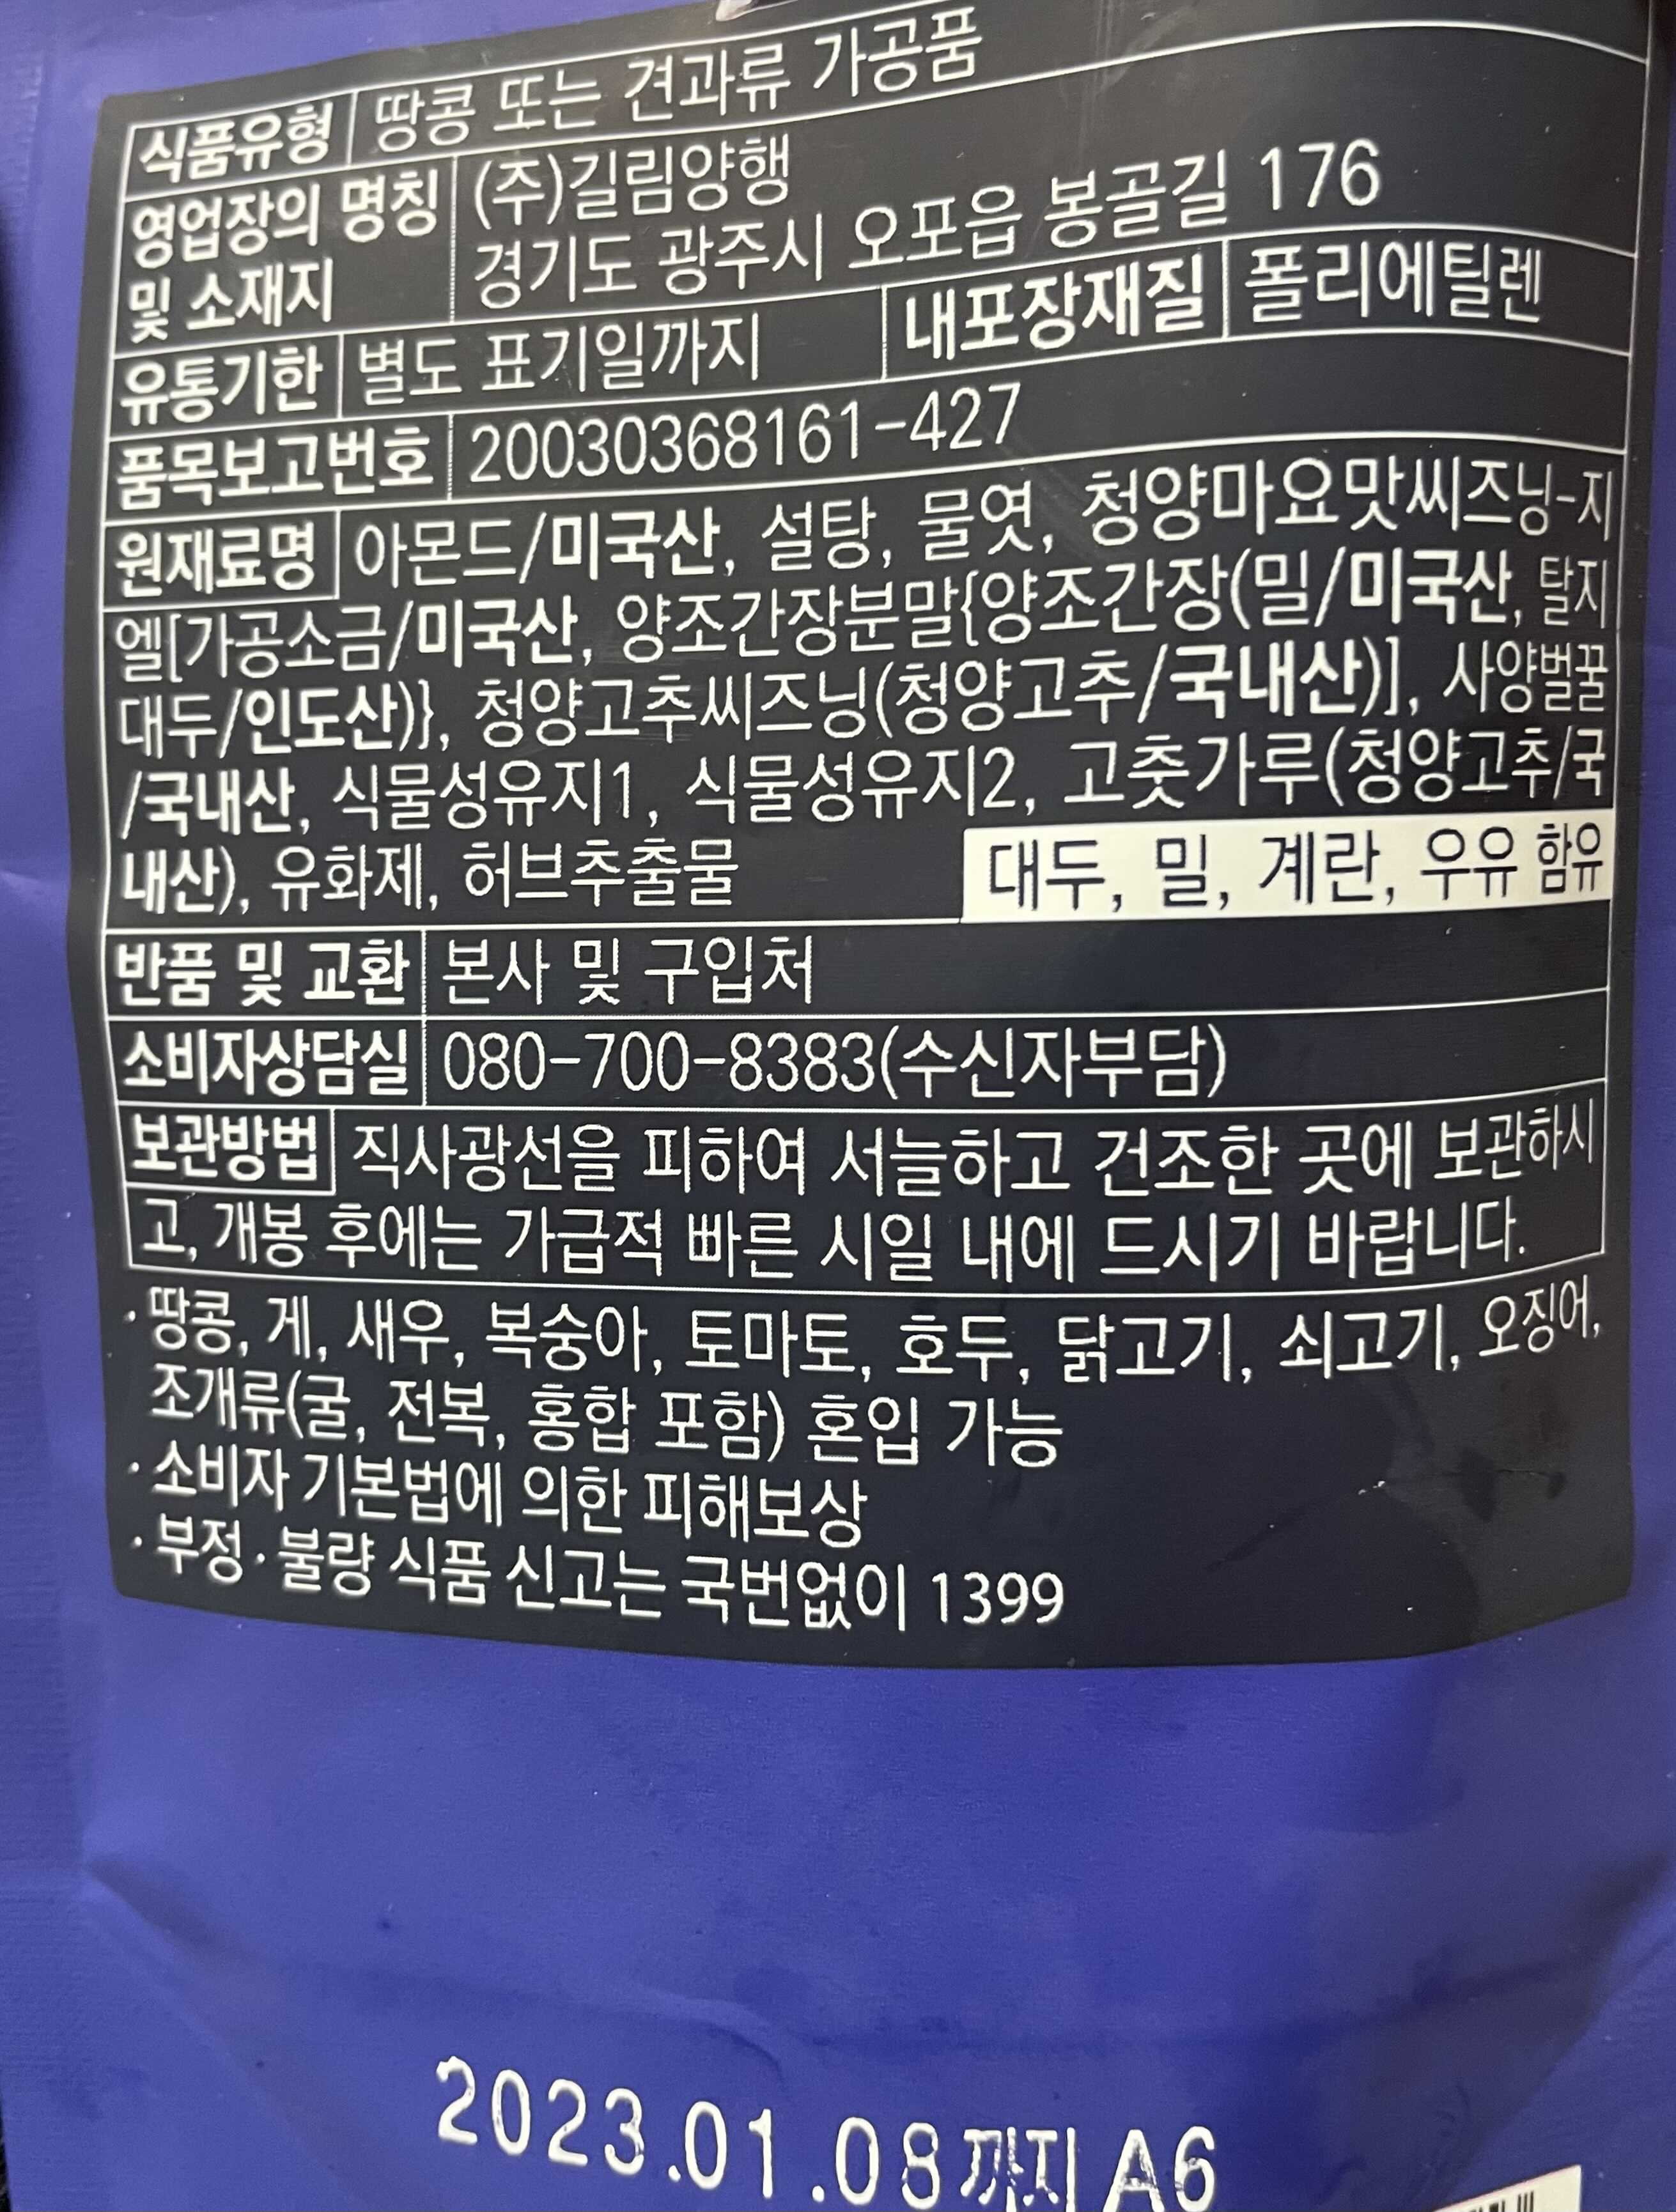 식품유형 땅콩 또는 견과류 가공품
영업장의 명칭 (주)길림양행
및 소재지 경기도 광주시 오포읍 봉골길 176
유통기한 별도 표기일까지 내포장재질 폴리에틸렌
품목보고번호 20030368161-427
원재료명 아몬드/미국산, 설탕, 물엿, 청양마요맛씨즈닝-지
엘[가공소금/미국산, 양조간장분말{양조간장(밀/미국산, 탈지
대두/인도산)}, 청양고추씨즈닝(청양고추/국내산)], 사양벌꿀
/국내산, 식물성유지1, 식물성유지2, 고춧가루(청양고추/국
내산), 유화제, 허브추출물 대두, 밀, 계란, 우유 함유
반품 및 교환 본사 및 구입처
소비자상담실 080-700-8383(수신자부담)
보관방법 직사광선을 피하여 서늘하고 건조한 곳에 보관하시
고, 개봉 후에는 가급적 빠른 시일 내에 드시기 바랍니다.
· 땅콩, 게, 새우, 복숭아, 토마토, 호두, 닭고기, 쇠고기, 오징어,
조개류(굴, 전복, 홍합 포함) 혼입 가능
· 소비자 기본법에 의한 피해보상
· 부정·불량 식품 신고는 국번없이 1399
2023.01.08까지 A6